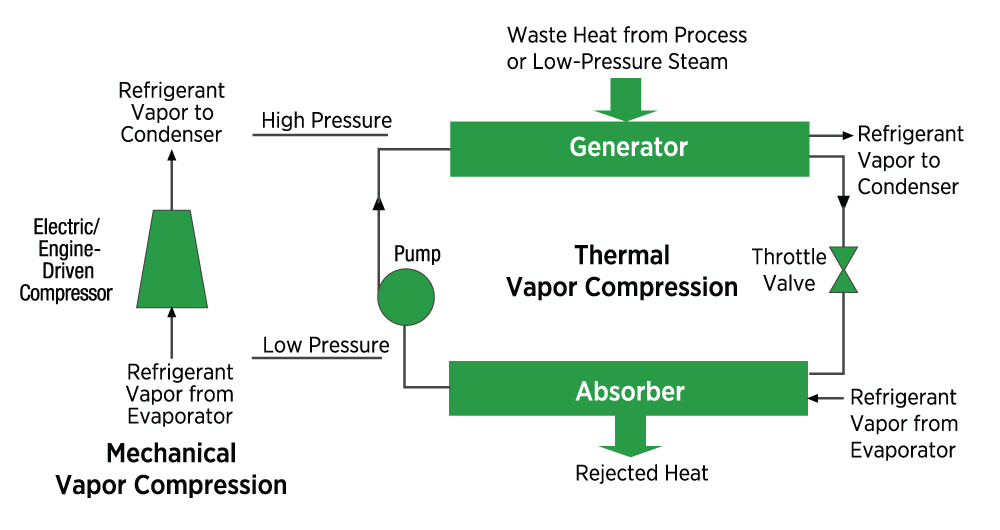 Waste Heat from Process
or Low-Pressure Steam
Refrigerant
Vapor to
Condenser
High Pressure
Generator
Refrigerant
Vapor to
Condenser
Electric/
Engine-
Driven
Compressor
Pump
Thermal
Vapor Compression
Throttle
Valve
Low Pressure
Refrigerant
Vapor from
Evaporator
Absorber
Refrigerant
Vapor from
Evaporator
Mechanical
Vapor Compression
Rejected Heat